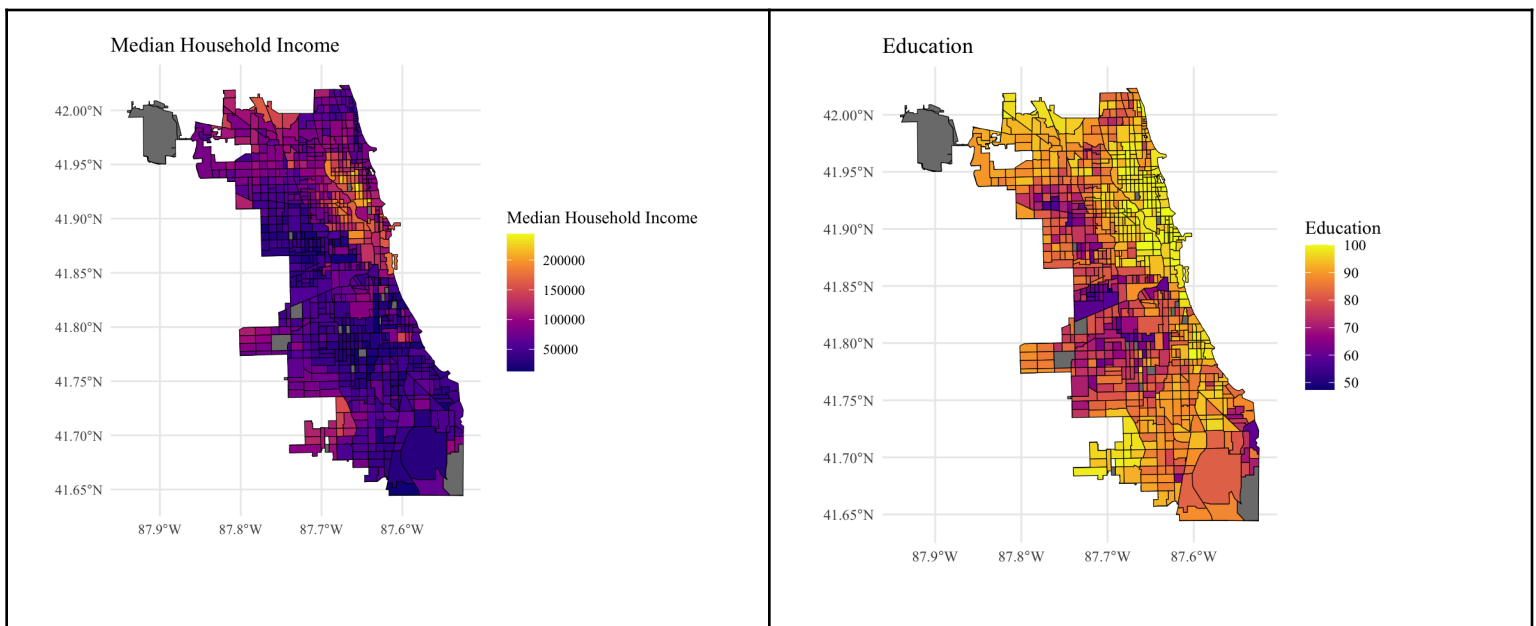 Median Household Income
42.00°N
41.95°N
41.90°N
41.85°N
41.80°N
41.75°N
41.70°N
41.65°N
87.9°W 87.8°W 87.7°W 87.6°W
Median Household Income
200000
150000
100000
50000
Education
42.00°N
41.95°N
41.90°N
41.85°N
41.80°N
41.75°N
41.70°N
41.65°N
87.9°W 87.8°W 87.7°W 87.6°W
Education
100
90
80
70
60
50